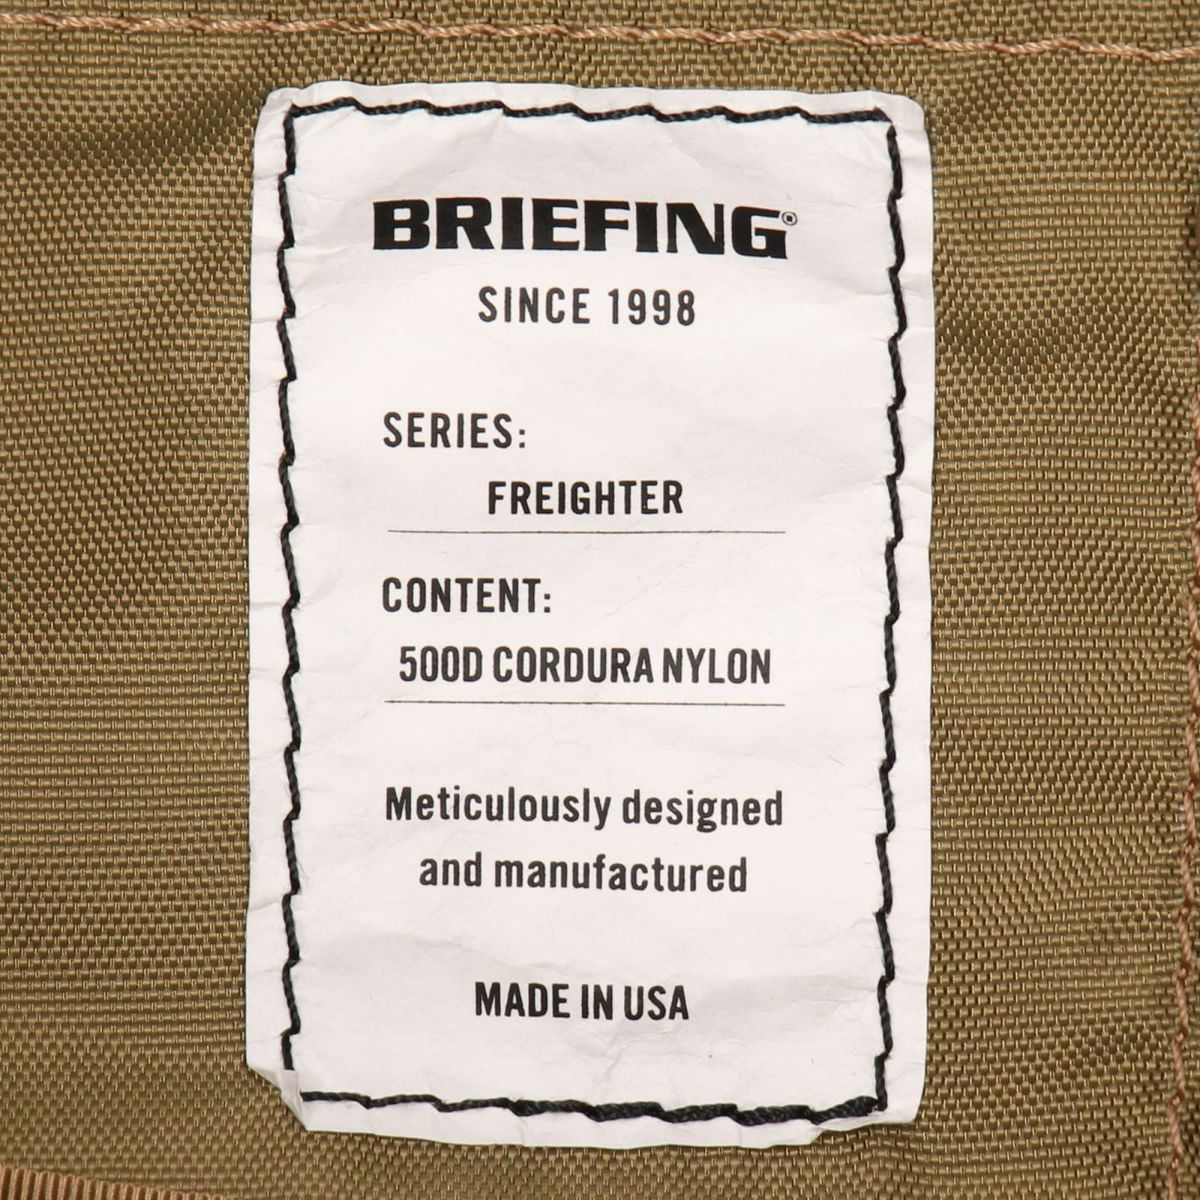 BRIEFING®
SINCE 1998
SERIES:
FREIGHTER
CONTENT:
500D CORDURA NYLON
Meticulously designed
and manufactured
MADE IN USA